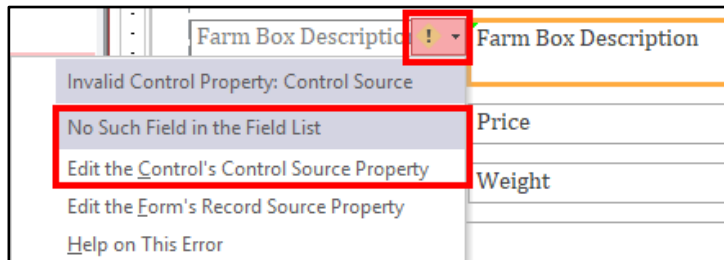 Farm Box Description
Farm Box Description
Invalid Control Property: Control Source
No Such Field in the Field List
Price
Edit the Control's Control Source Property
Weight
Edit the Form's Record Source Property
Help on This Error